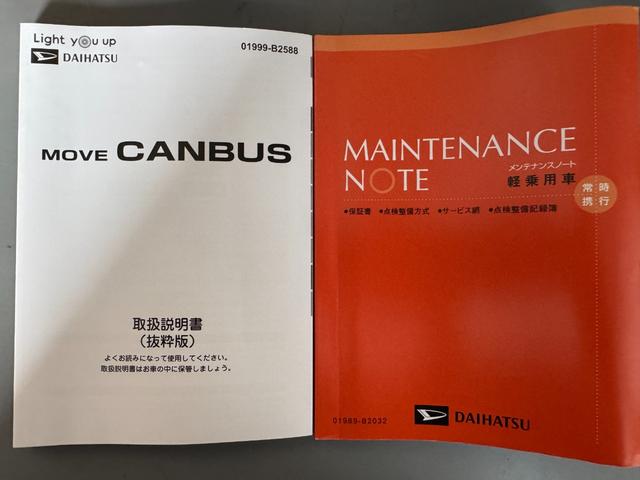 Light you up
DAIHATSU
01999-B2588
MOVE CANBUS
取扱説明書
（抜粋版）
よくお読みになって使用してください。
取扱説明書はお車の中に保管しましょう。
MAINTENANCE
NOTE
メンテナンスノート
軽乗用車
常時
携行
●保証書 ●点検整備方式 ●サービス網 ●点検整備記録簿
01989-B2032
DAIHATSU